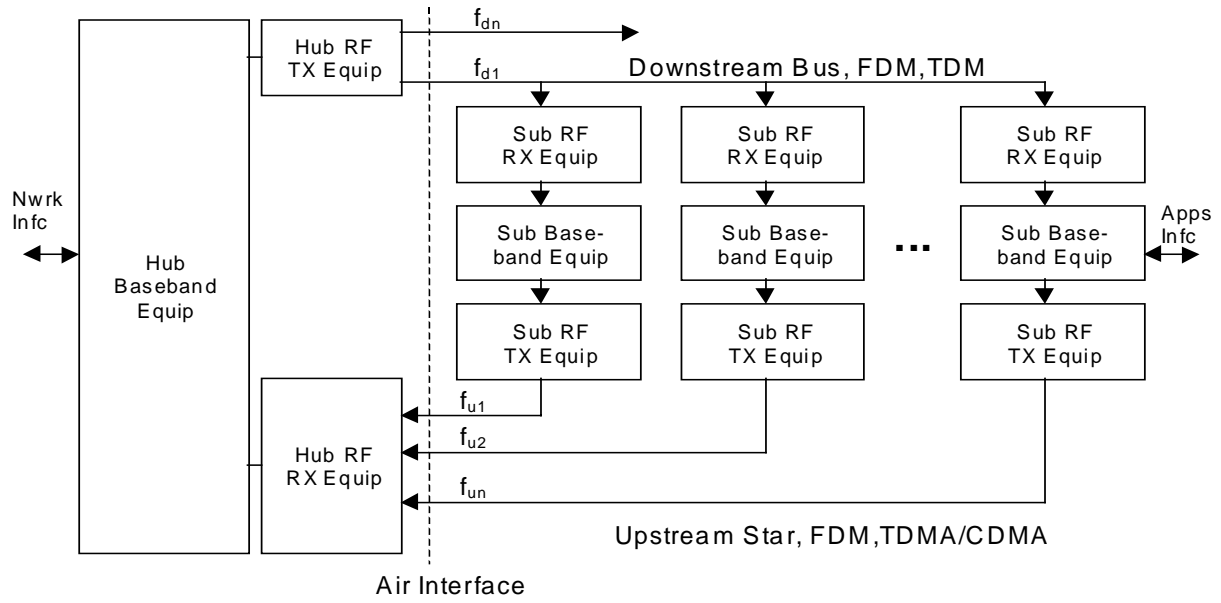 f_dn
Hub RF
TX Equip
f_d1
Downstream Bus, FDM,TDM
Sub RF
RX Equip
Sub RF
RX Equip
Sub RF
RX Equip
Nwrk
Infc
Hub
Baseband
Equip
Sub Base-
band Equip
Sub Base-
band Equip
...
Sub Base-
band Equip
Apps
Infc
Sub RF
TX Equip
Sub RF
TX Equip
Sub RF
TX Equip
f_u1
f_u2
Hub RF
RX Equip
f_un
Upstream Star, FDM,TDMA/CDMA
Air Interface